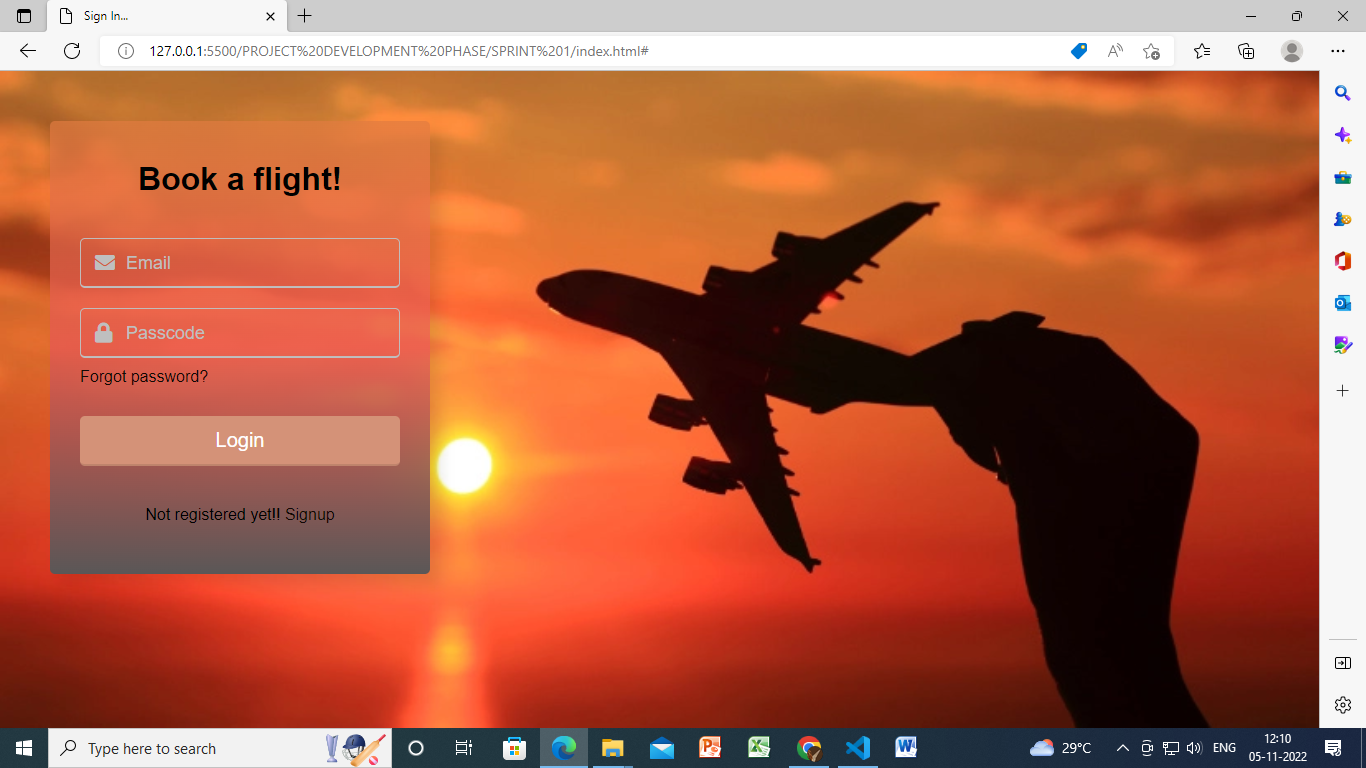 Sign In...
127.0.0.1:5500/PROJECT%20DEVELOPMENT%20PHASE/SPRINT%201/index.html#
Book a flight!
Email
Passcode
Forgot password?
Login
Not registered yet!! Signup
Type here to search
29°C
ENG
12:10
05-11-2022